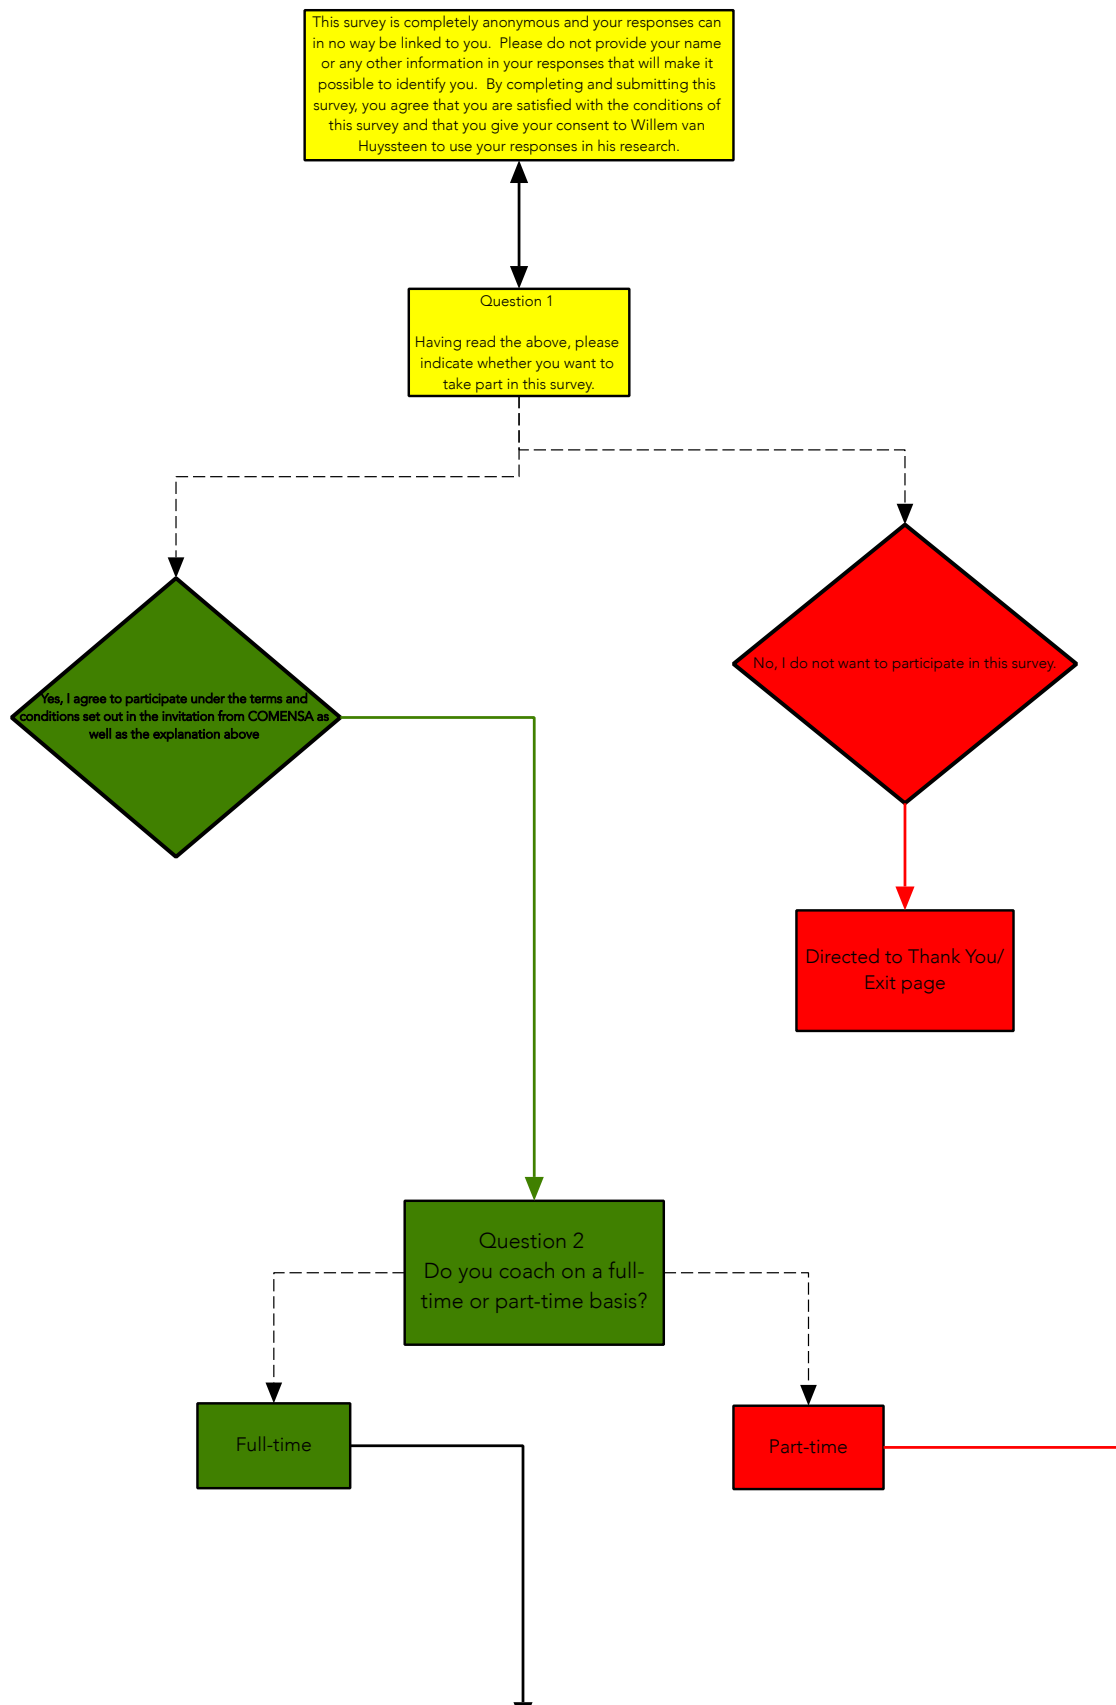 This survey is completely anonymous and your responses can
in no way be linked to you.  Please do not provide your name
or any other information in your responses that will make it
possible to identify you.  By completing and submitting this
survey, you agree that you are satisfied with the conditions of
this survey and that you give your consent to Willem van
Huyssteen to use your responses in his research.
Question 1
Having read the above, please
indicate whether you want to
take part in this survey.
No, I do not want to participate in this survey.
Yes, I agree to participate under the terms and
conditions set out in the invitation from COMENSA as
well as the explanation above
Directed to Thank You/
Exit page
Question 2
Do you coach on a full-
time or part-time basis?
Full-time
Part-time